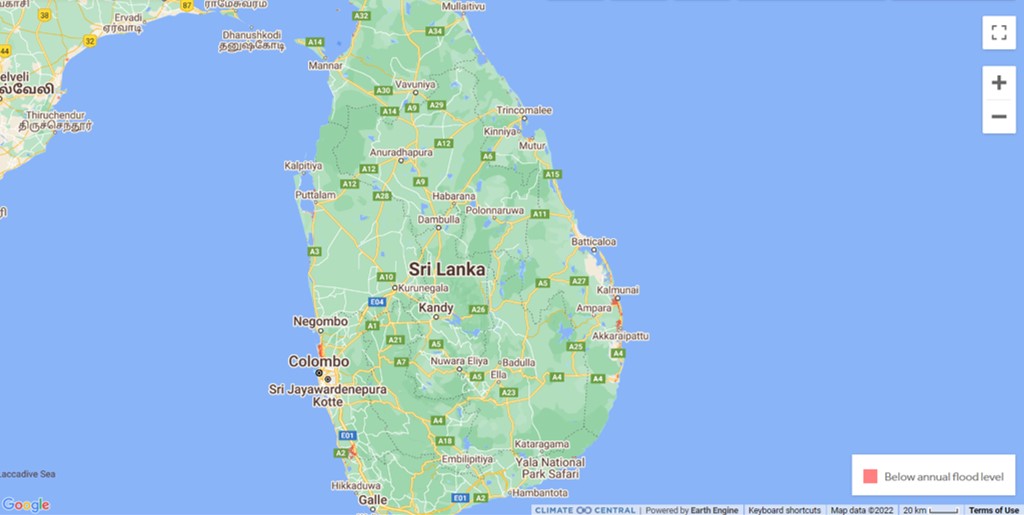 38
87
ராமேசுவரம்
Ervadi
ஏர்வாடி
32
44
Dhanushkodi
தனுஷ்கோடி
A14
Mannar
A32
A34
Mullaitivu
elveli
ல்வேலி
Thiruchendur
திருச்செந்தூர்
Vavuniya
A30
A29
A14
A9
Trincomalee
Kinniya
Mutur
A12
Anuradhapura
A6
Kalpitiya
A12
A15
A12
A9
Puttalam
A28
Habarana
Polonnaruwa
A11
Dambulla
A3
Batticaloa
Sri Lanka
A10
A5
A27
Kurunegala
Kalmunai
E04
Kandy
A26
Ampara
Negombo
A1
Akkaraipattu
A21
A5
A25
A4
Colombo
A7
Nuwara Eliya
Badulla
Ella
A5
A4
A4
Sri Jayawardenepura
Kotte
A23
A4
E01
A18
A2
Kataragama
Embilipitiya
Yala National
Park Safari
Laccadive Sea
Hikkaduwa
Hambantota
Galle
E01
A2
Below annual flood level
Google
CLIMATE CENTRAL | Powered by Earth Engine
Keyboard shortcuts
Map data ©2022
20 km
Terms of Use